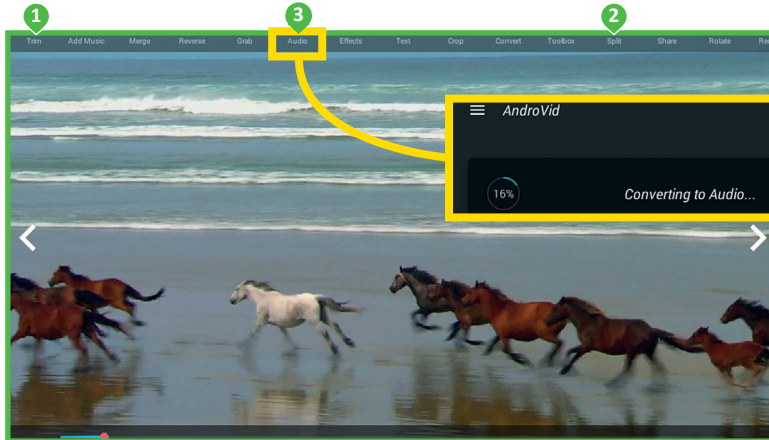 1 3 2
Trim Add Music Merge Reverse Grab Audio Effects Text Crop Convert Toolbox Split Share Rotate
AndroVid
16% Converting to Audio...